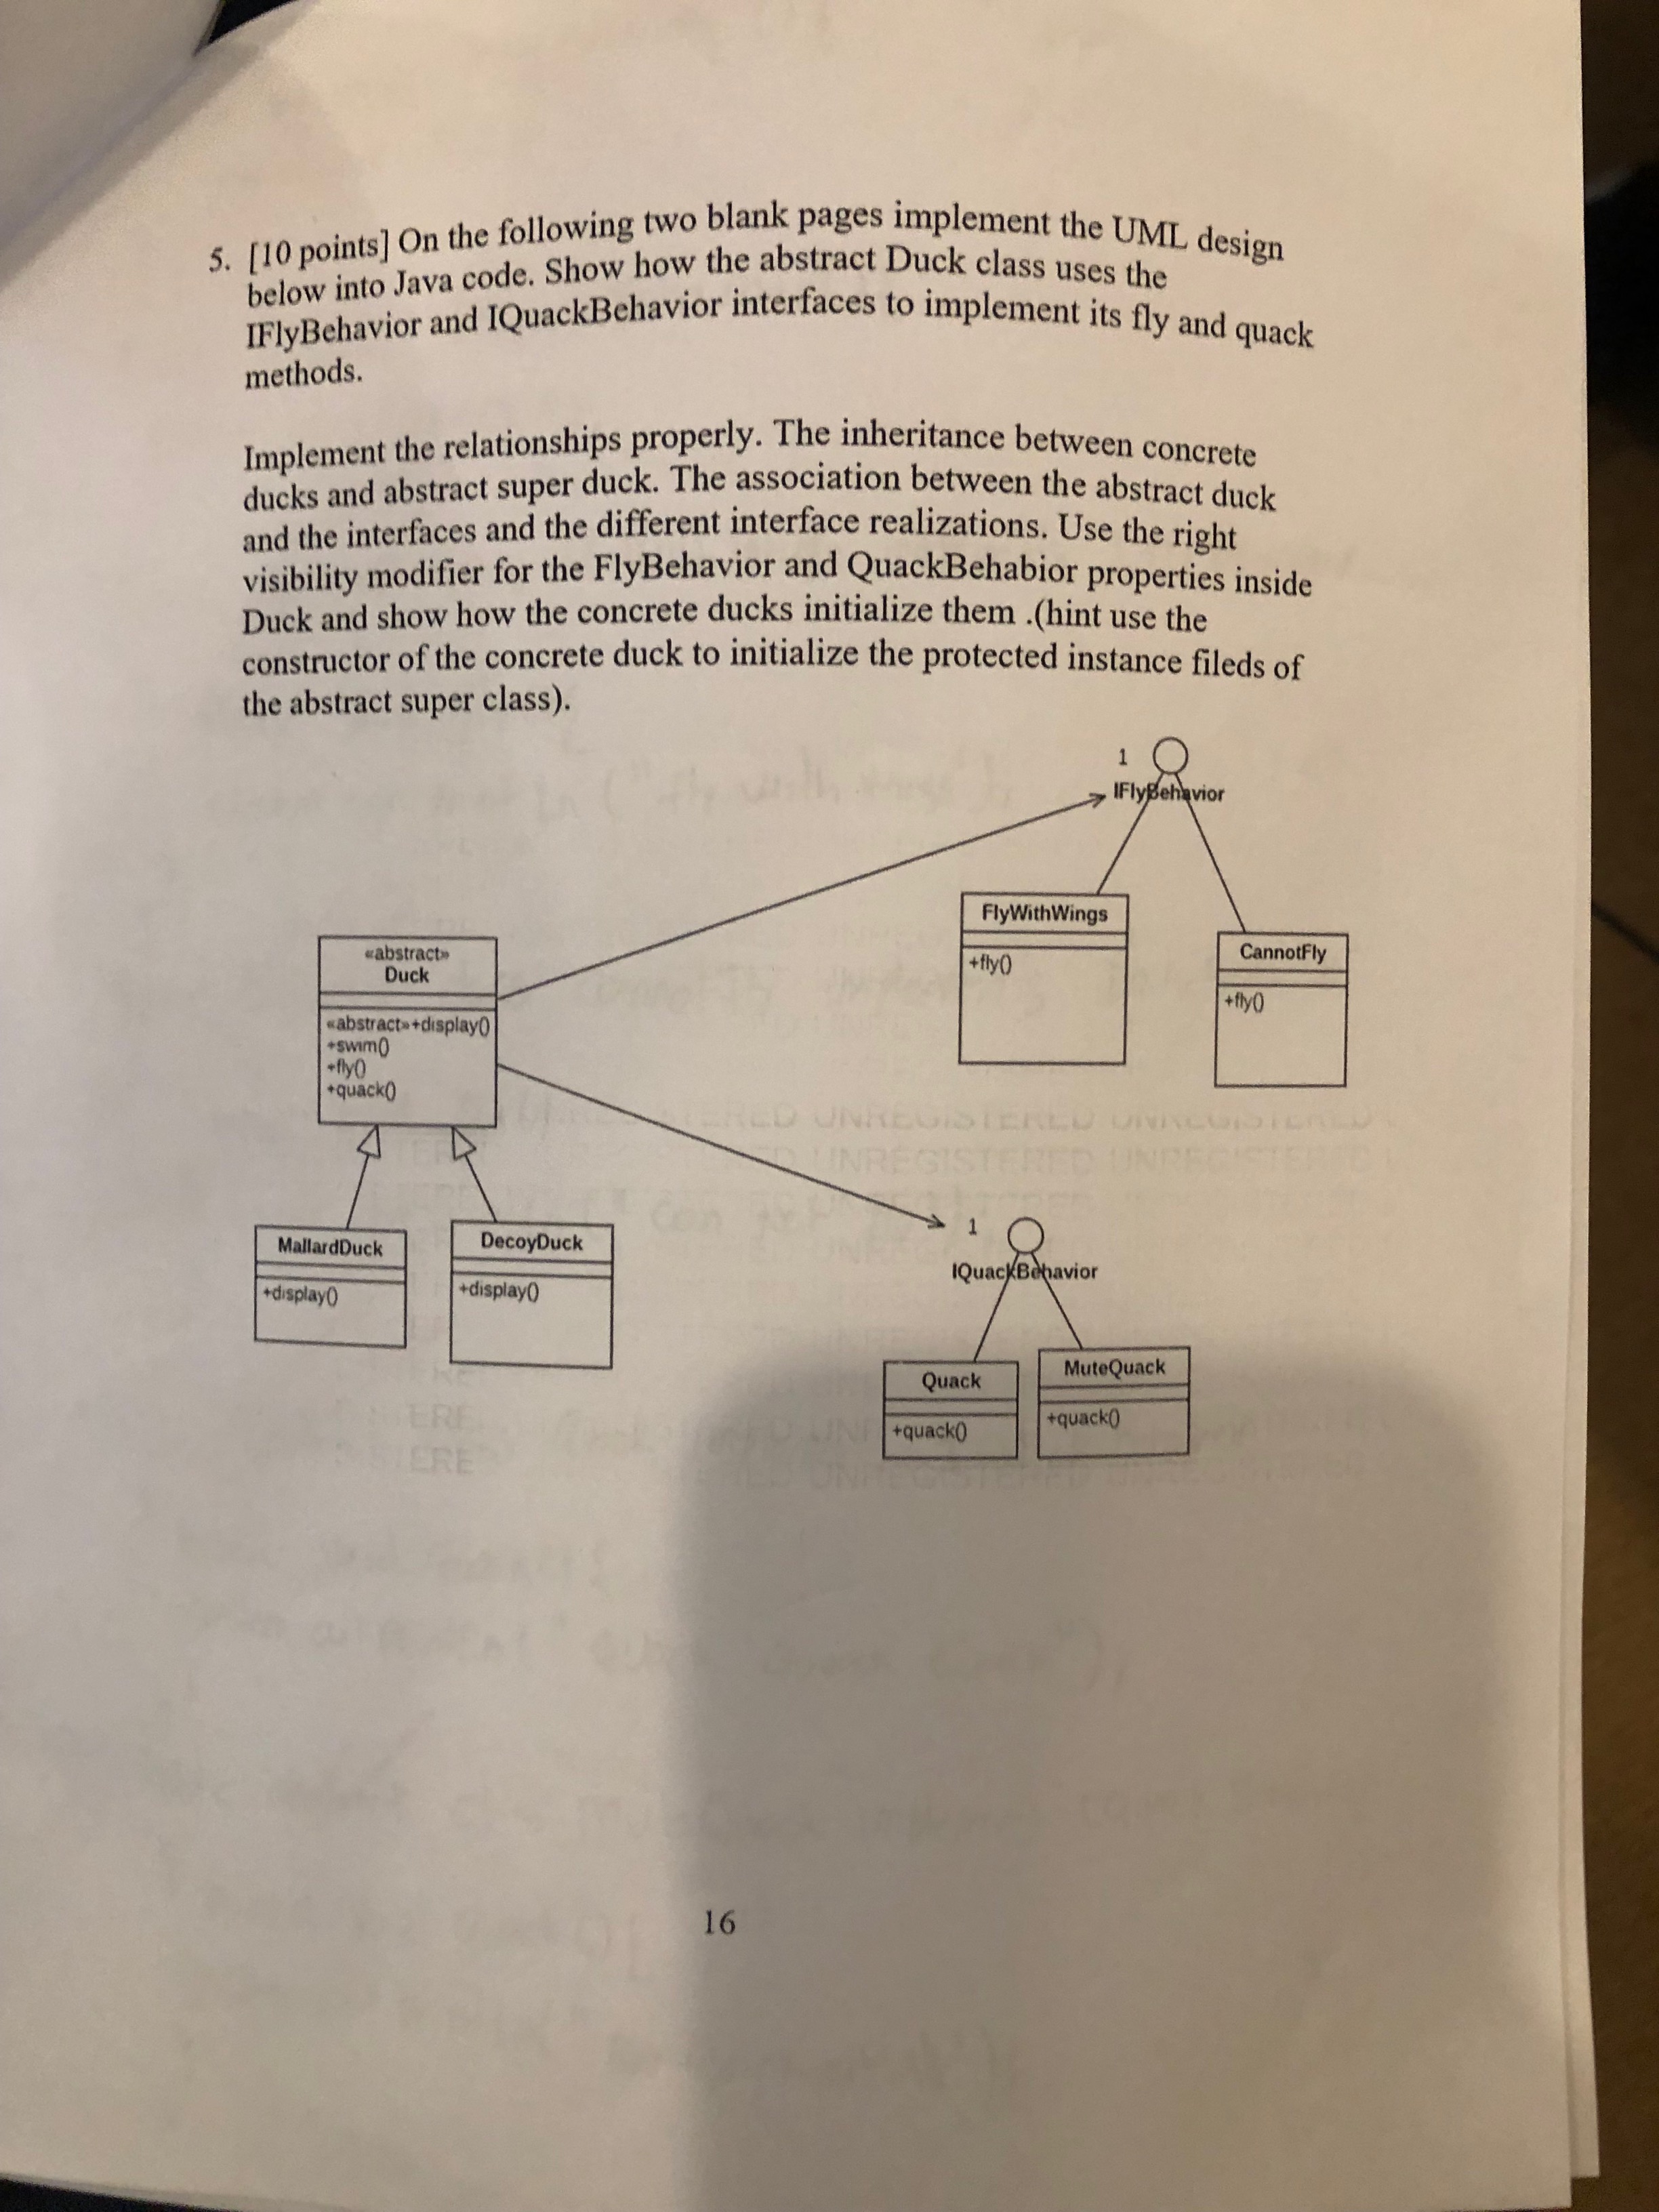 5. [10 points] On the following two blank pages implement the UML design
below into Java code. Show how the abstract Duck class uses the
IFlyBehavior and IQuackBehavior interfaces to implement its fly and quack
methods.
Implement the relationships properly. The inheritance between concrete
ducks and abstract super duck. The association between the abstract duck
and the interfaces and the different interface realizations. Use the right
visibility modifier for the FlyBehavior and QuackBehabior properties inside
Duck and show how the concrete ducks initialize them .(hint use the
constructor of the concrete duck to initialize the protected instance fileds of
the abstract super class).
1
IFlyBehavior
FlyWithWings
+fly()
CannotFly
+fly()
«abstract»
Duck
«abstract»+display()
+swim()
+fly()
+quack()
MallardDuck
+display()
DecoyDuck
+display()
1
IQuackBehavior
Quack
+quack()
MuteQuack
+quack()
16